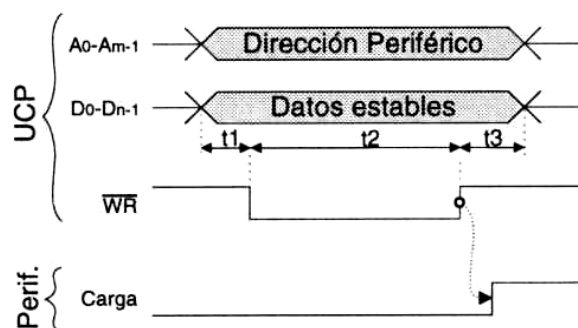 UCP
A0-Am-1
Dirección Periférico
D0-Dn-1
Datos estables
t1
t2
t3
WR
Perif.
Carga